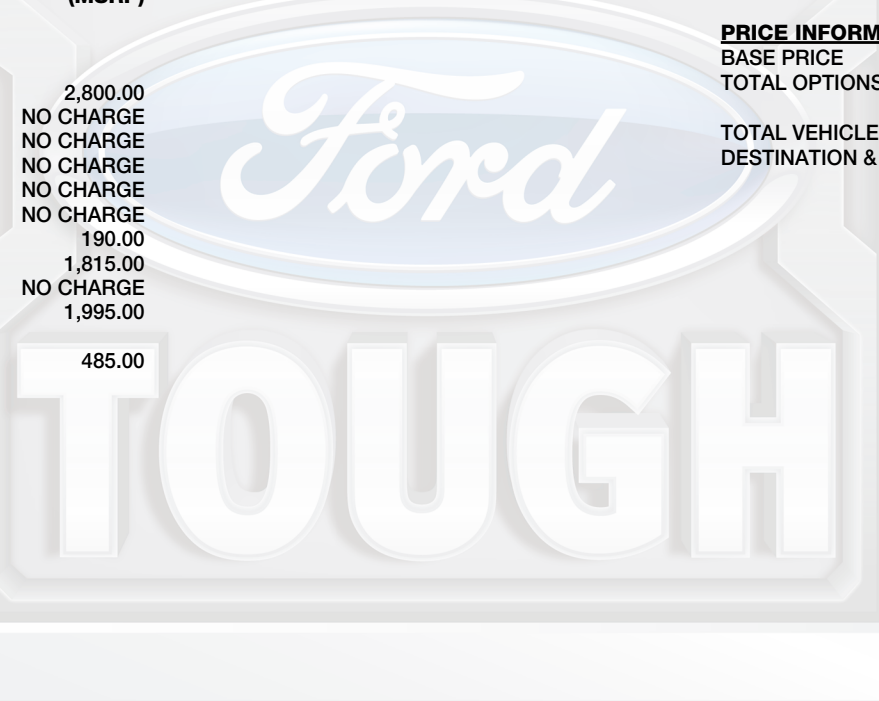 (MSRP)
2,800.00
NO CHARGE
NO CHARGE
NO CHARGE
NO CHARGE
NO CHARGE
190.00
1,815.00
NO CHARGE
1,995.00
485.00
PRICE INFORM
BASE PRICE
TOTAL OPTIONS
TOTAL VEHICLE
DESTINATION &
Ford
TOUGH